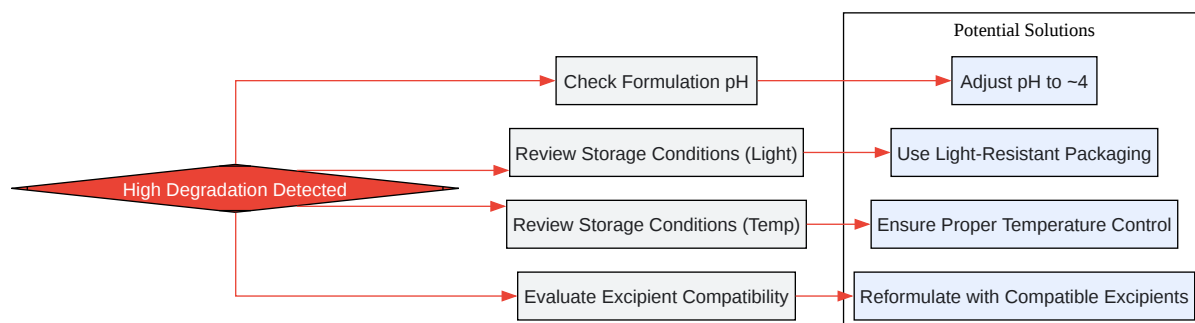 Potential Solutions
Check Formulation pH
Adjust pH to ~4
Review Storage Conditions (Light)
Use Light-Resistant Packaging
High Degradation Detected
Review Storage Conditions (Temp)
Ensure Proper Temperature Control
Evaluate Excipient Compatibility
Reformulate with Compatible Excipients